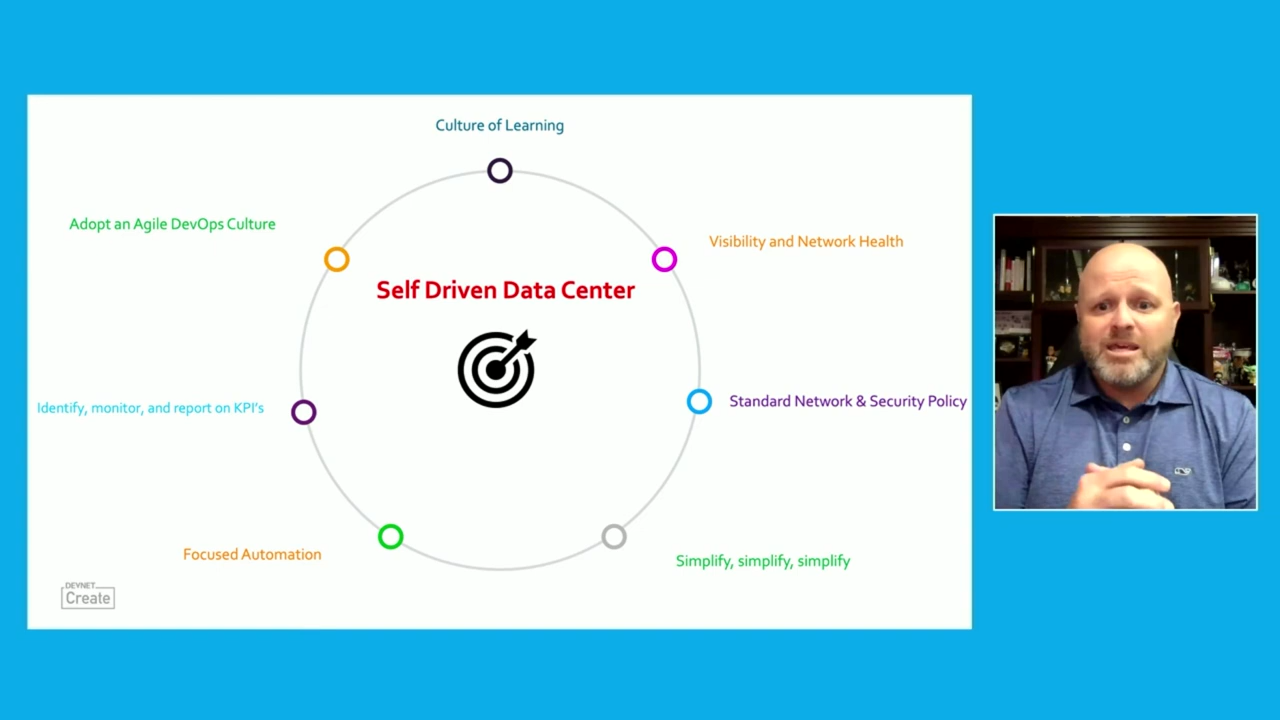 Culture of Learning
Adopt an Agile DevOps Culture
Visibility and Network Health
Self Driven Data Center
Identify, monitor, and report on KPI's
Standard Network & Security Policy
Focused Automation
Simplify, simplify, simplify
DEVNET
Create